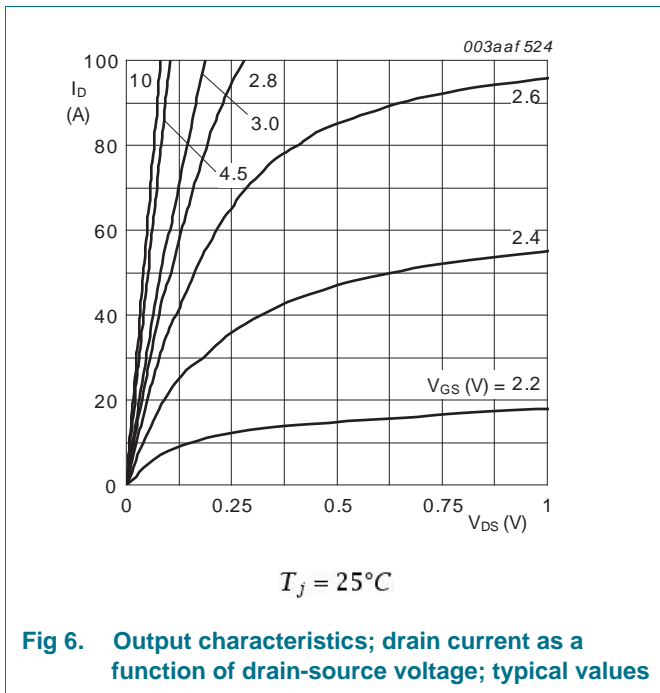 003aaf524
100
I_D
(A)
80
60
40
20
0
10
4.5
3.0
2.8
2.6
2.4
V_GS (V) = 2.2
0
0.25
0.5
0.75
1
V_DS (V)
T_j = 25°C
Fig 6. Output characteristics; drain current as a
function of drain-source voltage; typical values